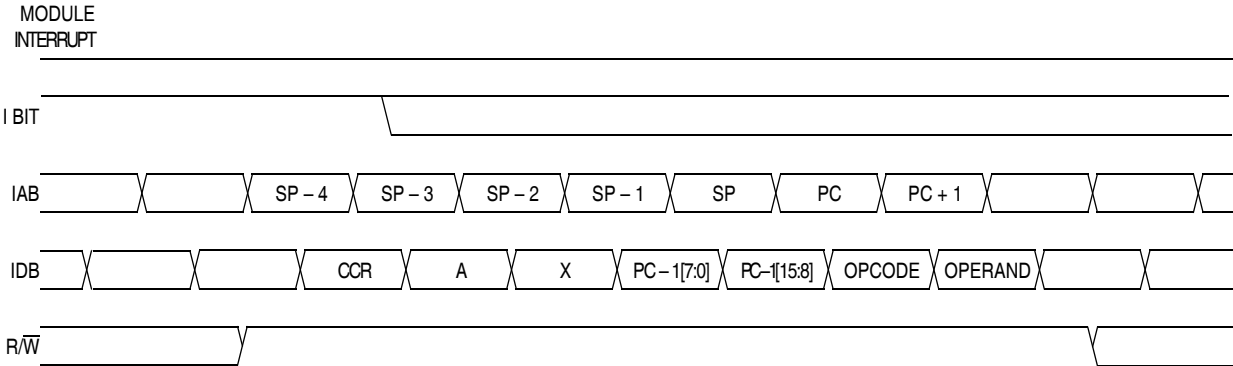 MODULE
INTERRUPT
I BIT
IAB SP – 4 SP – 3 SP – 2 SP – 1 SP PC PC + 1
IDB CCR A X PC – 1[7:0] PC–1[15:8] OPCODE OPERAND
R/W̅